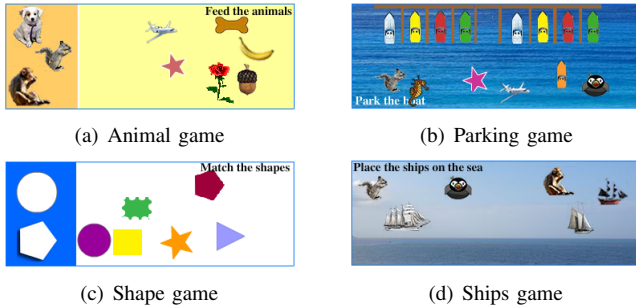 Feed the animals
Park the boat
(a) Animal game
(b) Parking game
Match the shapes
Place the ships on the sea
(c) Shape game
(d) Ships game